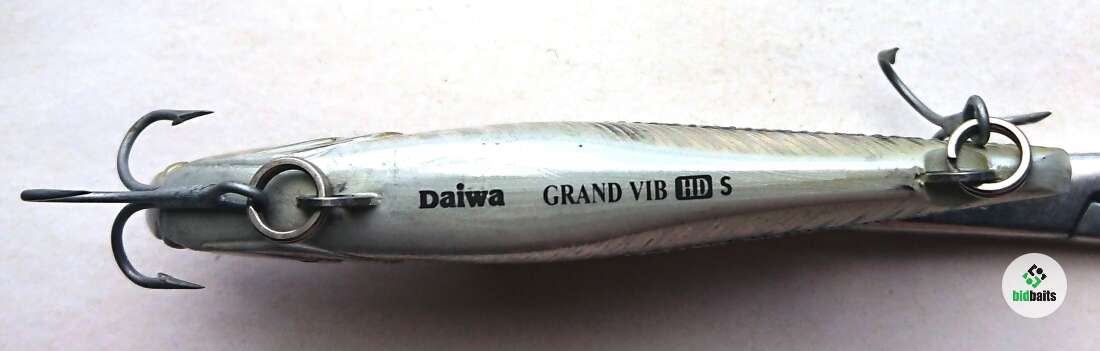 Daiwa GRAND VIB HD S
bidbaits